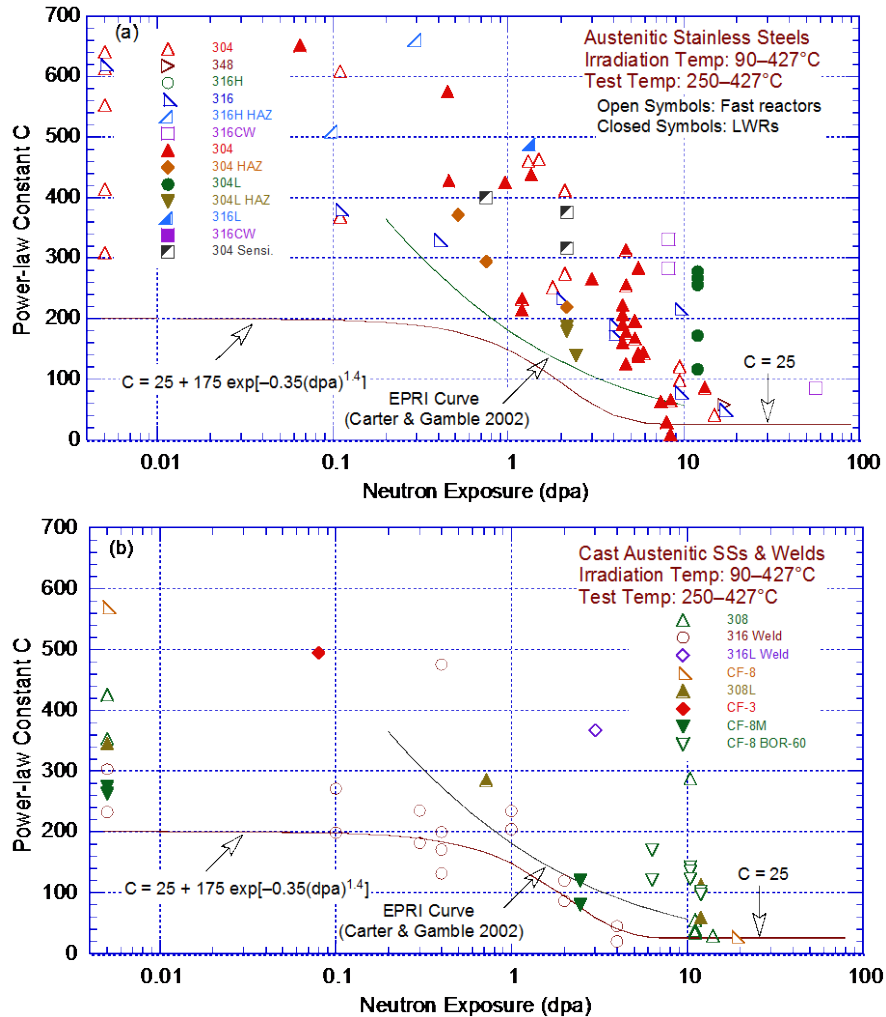 (a)
304
348
316H
316
316H HAZ
316CW
304
304 HAZ
304L
304L HAZ
316L
316CW
304 Sensi.
Austenitic Stainless Steels
Irradiation Temp: 90–427°C
Test Temp: 250–427°C
Open Symbols: Fast reactors
Closed Symbols: LWRs
700
600
500
400
300
200
100
0
Power-law Constant C
C = 25 + 175 exp[–0.35(dpa)1.4]
EPRI Curve
(Carter & Gamble 2002)
C = 25
0.01
0.1
1
10
100
Neutron Exposure (dpa)
(b)
Cast Austenitic SSs & Welds
Irradiation Temp: 90–427°C
Test Temp: 250–427°C
308
316 Weld
316L Weld
CF-8
308L
CF-3
CF-8M
CF-8 BOR-60
700
600
500
400
300
200
100
0
Power-law Constant C
C = 25 + 175 exp[–0.35(dpa)1.4]
EPRI Curve
(Carter & Gamble 2002)
C = 25
0.01
0.1
1
10
100
Neutron Exposure (dpa)